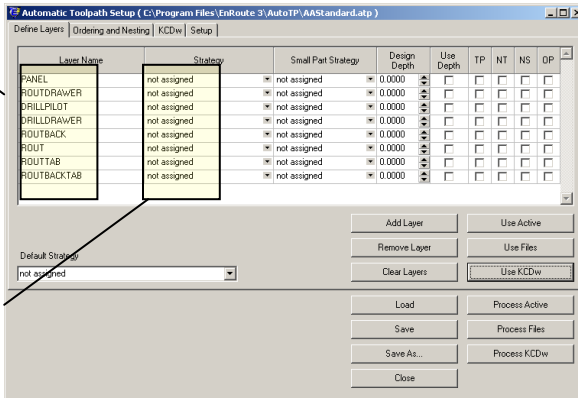 Automatic Toolpath Setup ( C:\Program Files\EnRoute 3\AutoTP\AAStandard.atp )
Define Layers Ordering and Nesting KCDw Setup
Layer Name Strategy Small Part Strategy Design Depth Use Depth TP NT NS OP
PANEL not assigned not assigned 0.0000
ROUTDRAWER not assigned not assigned 0.0000
DRILLPILOT not assigned not assigned 0.0000
DRILLDRAWER not assigned not assigned 0.0000
ROUTBACK not assigned not assigned 0.0000
ROUT not assigned not assigned 0.0000
ROUTTAB not assigned not assigned 0.0000
ROUTBACKTAB not assigned not assigned 0.0000
Add Layer Use Active
Remove Layer Use Files
Default Strategy
not assigned Clear Layers Use KCDw
Load Process Active
Save Process Files
Save As... Process KCDw
Close